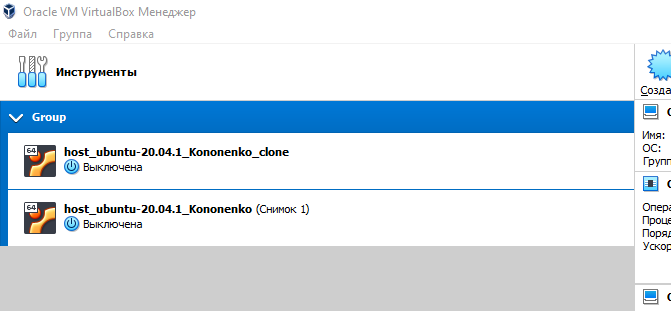 Oracle VM VirtualBox Менеджер
Файл Группа Справка
Инструменты
Созда
Group
64
host_ubuntu-20.04.1_Kononenko_clone
Выключена
64
host_ubuntu-20.04.1_Kononenko (Снимок 1)
Выключена
Имя:
ОС:
Групп
Опера
Проце
Поряд
Ускор